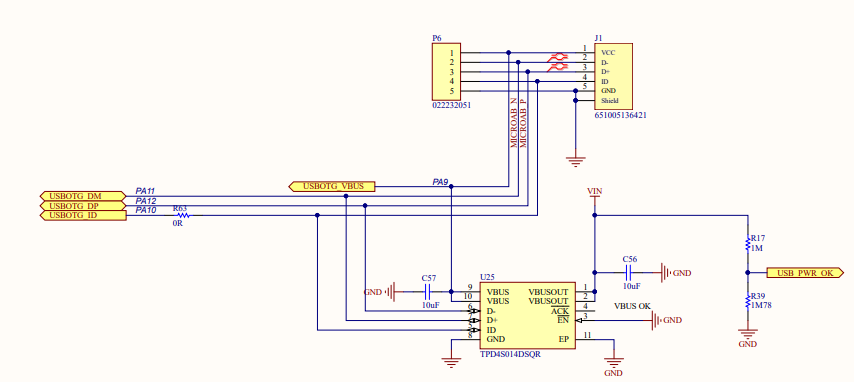 P6
J1
1
2
3
4
5
022232051
1
2
3
4
5
VCC
D-
D+
ID
GND
Shield
651005136421
MICROAB_N
MICROAB_P
USBOTG_VBUS
PA9
PA11
USBOTG_DM
PA12
USBOTG_DP
PA10
USBOTG_ID
R63
0R
VIN
R17
1M
USB_PWR_OK
R39
1M78
GND
C56
10uF
GND
C57
10uF
GND
U25
9
10
6
8
VBUS
VBUS
D-
D+
ID
GND
VBUSOUT
VBUSOUT
ACK
EN
EP
1
2
4
3
11
VBUS OK
GND
TPD4S014DSQR
GND